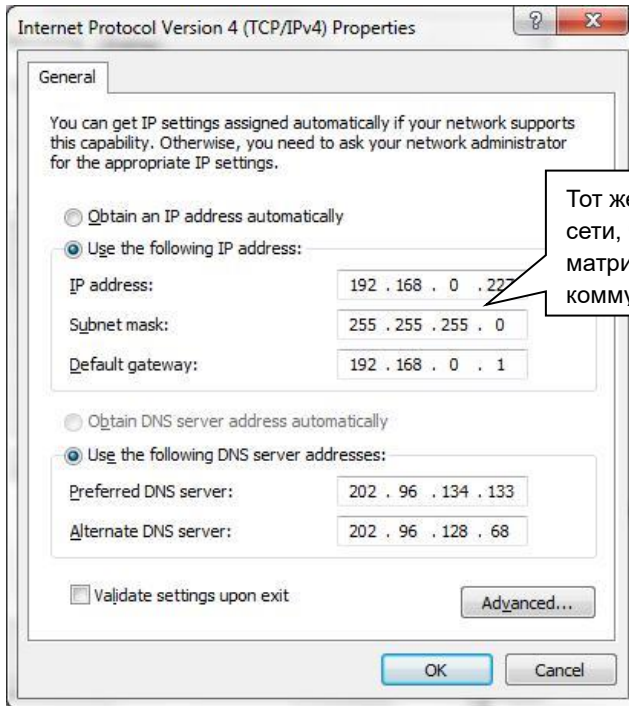 Internet Protocol Version 4 (TCP/IPv4) Properties
General
You can get IP settings assigned automatically if your network supports
this capability. Otherwise, you need to ask your network administrator
for the appropriate IP settings.
Obtain an IP address automatically
Use the following IP address:
IP address: 192 . 168 . 0 . 227
Subnet mask: 255 . 255 . 255 . 0
Default gateway: 192 . 168 . 0 . 1
Тот же
сети,
Obtain DNS server address automatically
Use the following DNS server addresses:
Preferred DNS server: 202 . 96 . 134 . 133
Alternate DNS server: 202 . 96 . 128 . 68
Validate settings upon exit
Advanced...
OK
Cancel